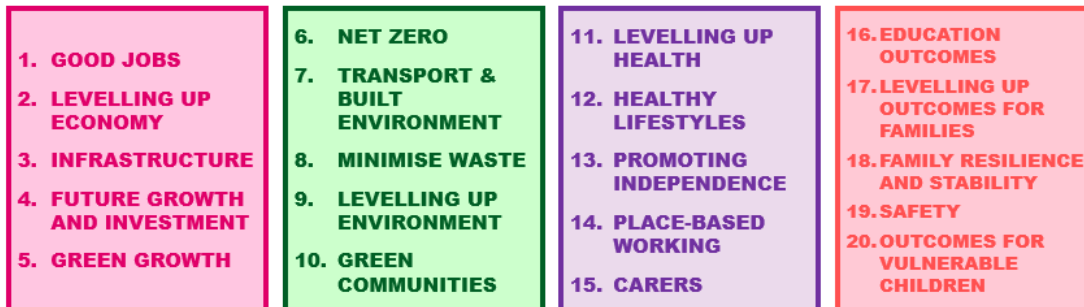 1. GOOD JOBS
2. LEVELLING UP
ECONOMY
3. INFRASTRUCTURE
4. FUTURE GROWTH
AND INVESTMENT
5. GREEN GROWTH
6. NET ZERO
7. TRANSPORT &
BUILT
ENVIRONMENT
8. MINIMISE WASTE
9. LEVELLING UP
ENVIRONMENT
10. GREEN
COMMUNITIES
11. LEVELLING UP
HEALTH
12. HEALTHY
LIFESTYLES
13. PROMOTING
INDEPENDENCE
14. PLACE-BASED
WORKING
15. CARERS
16. EDUCATION
OUTCOMES
17. LEVELLING UP
OUTCOMES FOR
FAMILIES
18. FAMILY RESILIENCE
AND STABILITY
19. SAFETY
20. OUTCOMES FOR
VULNERABLE
CHILDREN